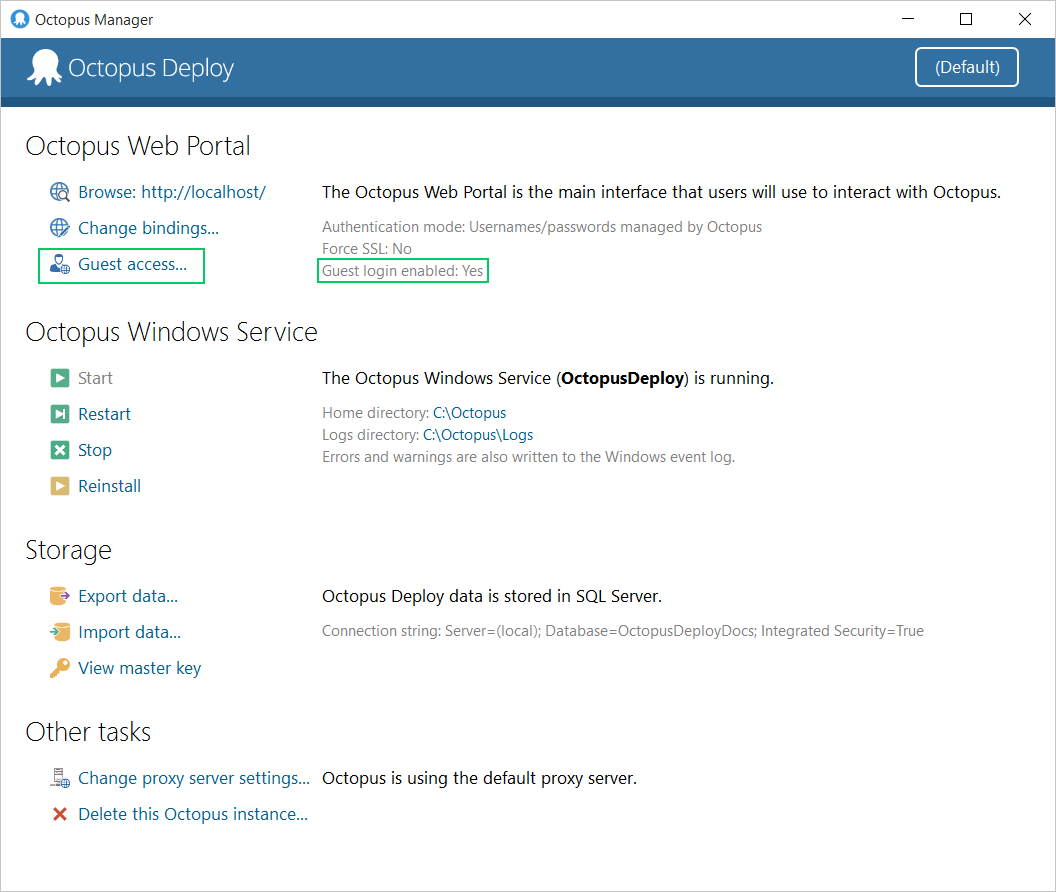 Octopus Manager
Octopus Deploy
(Default)
Octopus Web Portal
Browse: http://localhost/
The Octopus Web Portal is the main interface that users will use to interact with Octopus.
Change bindings...
Authentication mode: Usernames/passwords managed by Octopus
Force SSL: No
Guest access...
Guest login enabled: Yes
Octopus Windows Service
Start
The Octopus Windows Service (OctopusDeploy) is running.
Restart
Home directory: C:\Octopus
Logs directory: C:\Octopus\Logs
Stop
Errors and warnings are also written to the Windows event log.
Reinstall
Storage
Export data...
Octopus Deploy data is stored in SQL Server.
Import data...
Connection string: Server=(local); Database=OctopusDeployDocs; Integrated Security=True
View master key
Other tasks
Change proxy server settings...
Octopus is using the default proxy server.
Delete this Octopus instance...